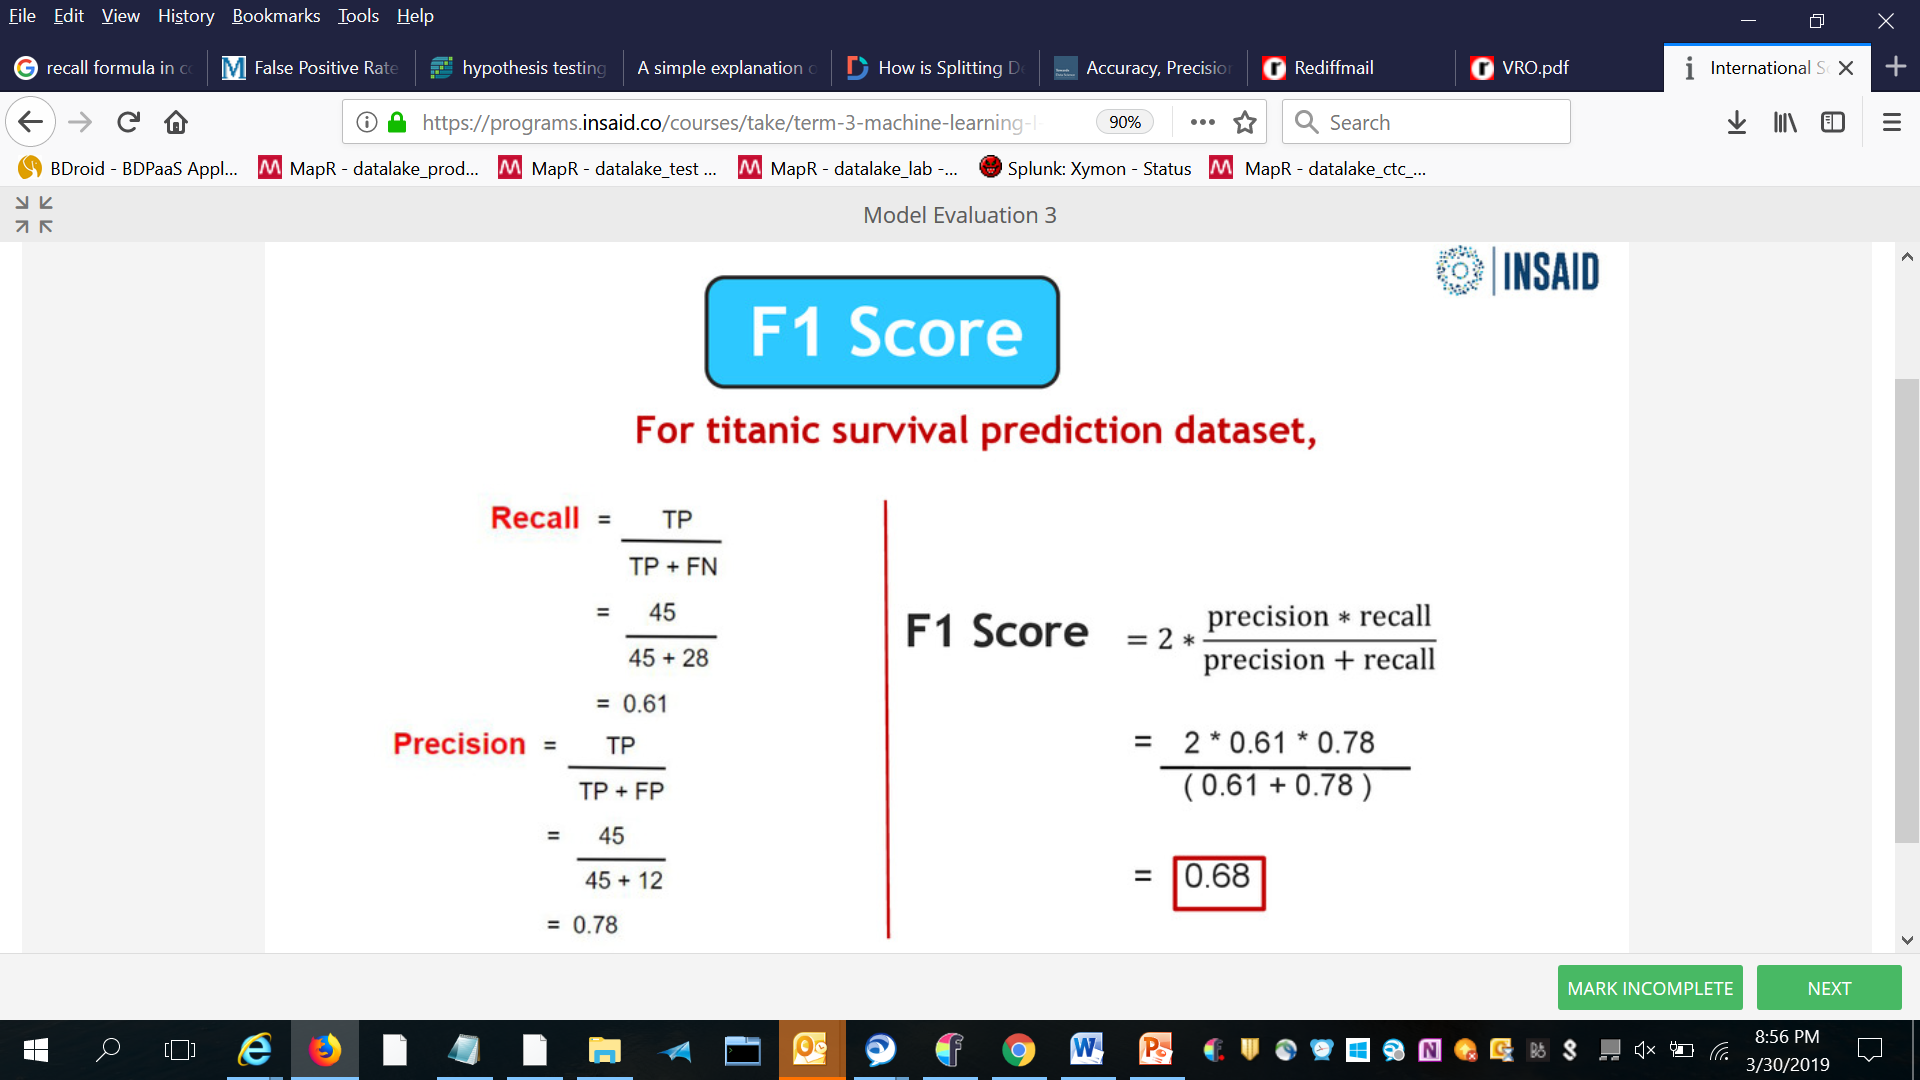 File Edit View History Bookmarks Tools Help
recall formula in co False Positive Rate hypothesis testing A simple explanation o How is Splitting De Accuracy, Precision Rediffmail VRO.pdf International Sc
https://programs.insaid.co/courses/take/term-3-machine-learning-l 90% Search
BDroid - BDPaaS Appl... MapR - datalake_prod... MapR - datalake_test ... MapR - datalake_lab -... Splunk: Xymon - Status MapR - datalake_ctc_...
Model Evaluation 3
INSAID
F1 Score
For titanic survival prediction dataset,
Recall = TP
TP + FN
= 45
45 + 28
= 0.61
Precision = TP
TP + FP
= 45
45 + 12
= 0.78
F1 Score = 2 * precision * recall
precision + recall
= 2 * 0.61 * 0.78
( 0.61 + 0.78 )
= 0.68
MARK INCOMPLETE NEXT
8:56 PM
3/30/2019